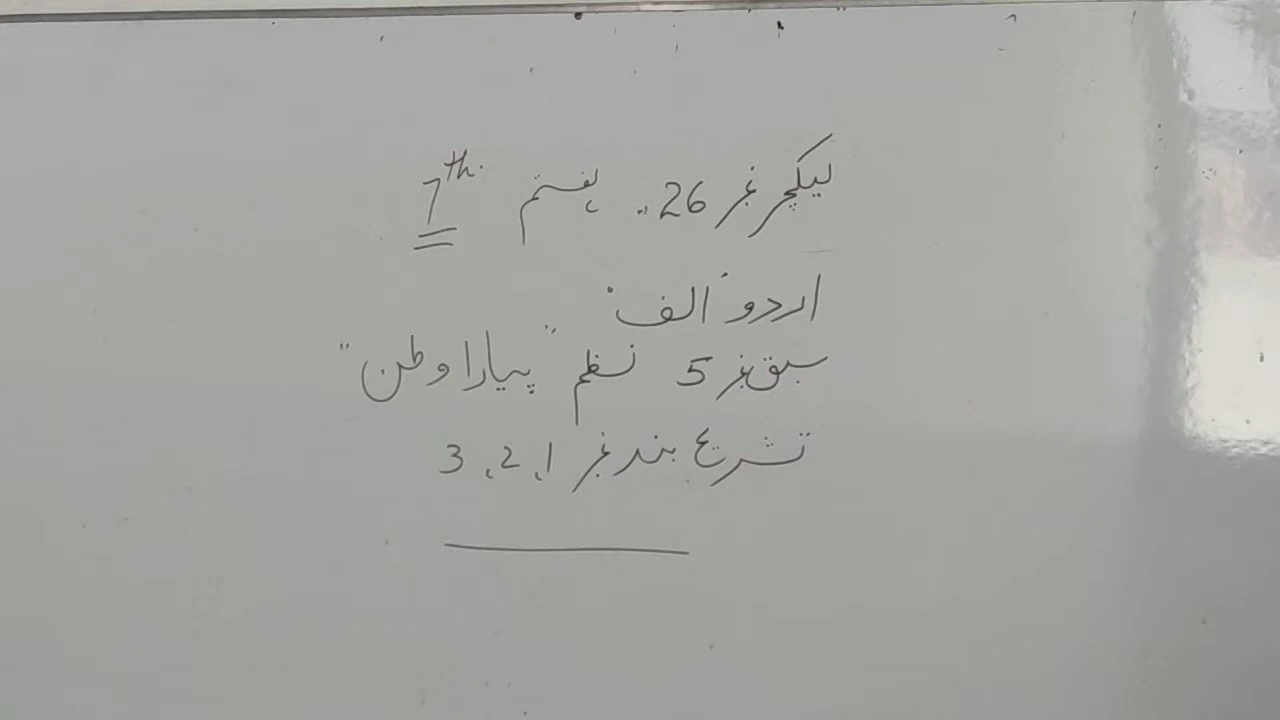 لیکچر نمبر 26۔ ہفتم 7th
اردو "الف"
سبق نمبر 5 نظم "پیارا وطن"
تشریح بند نمبر 1، 2، 3